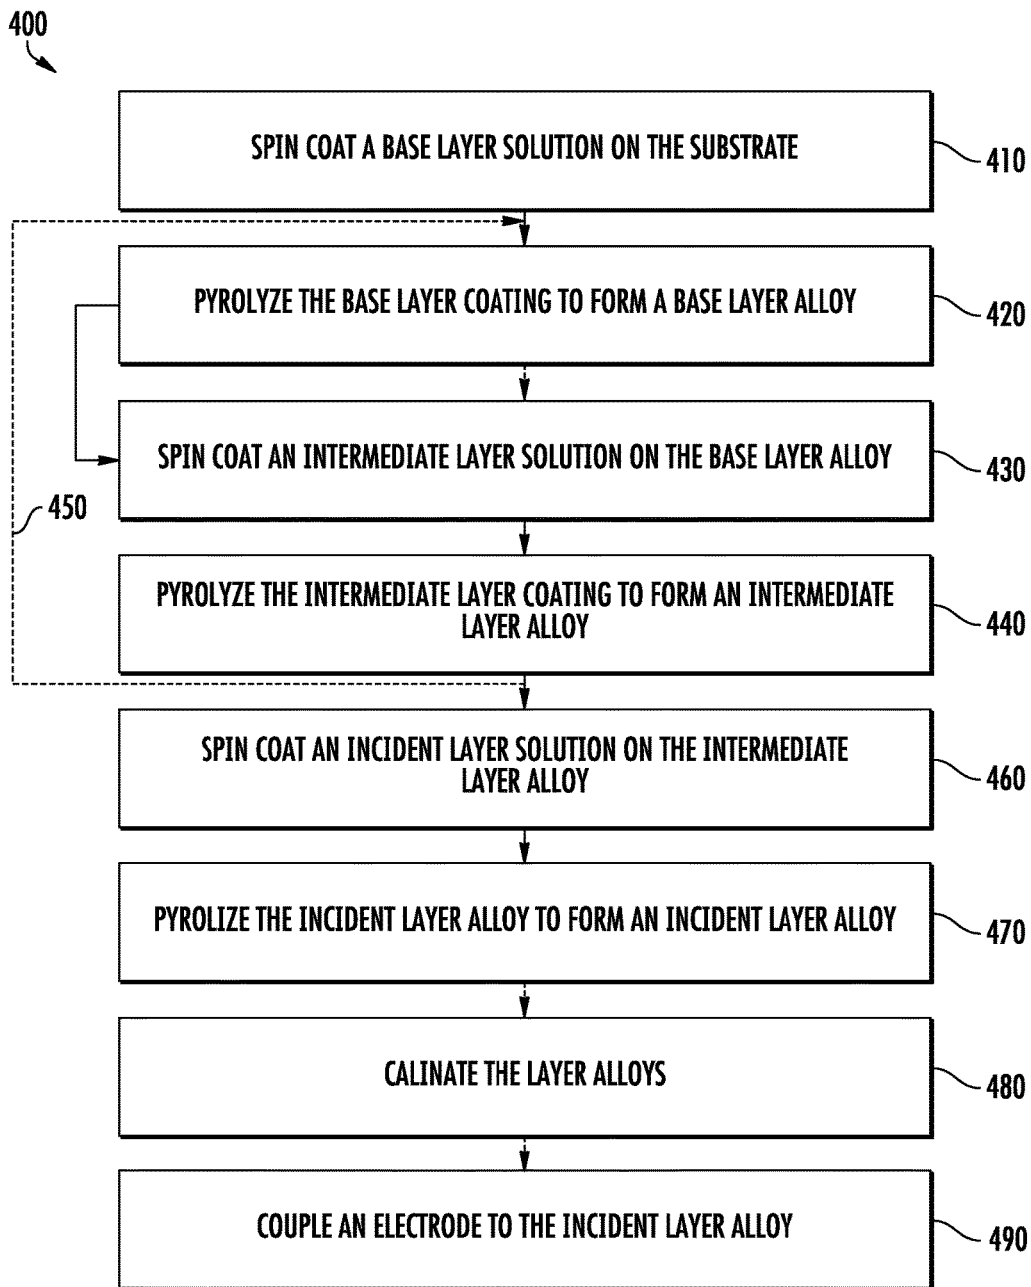 400
SPIN COAT A BASE LAYER SOLUTION ON THE SUBSTRATE
410
PYROLYZE THE BASE LAYER COATING TO FORM A BASE LAYER ALLOY
420
SPIN COAT AN INTERMEDIATE LAYER SOLUTION ON THE BASE LAYER ALLOY
430
450
PYROLYZE THE INTERMEDIATE LAYER COATING TO FORM AN INTERMEDIATE
LAYER ALLOY
440
SPIN COAT AN INCIDENT LAYER SOLUTION ON THE INTERMEDIATE
LAYER ALLOY
460
PYROLIZE THE INCIDENT LAYER ALLOY TO FORM AN INCIDENT LAYER ALLOY
470
CALINATE THE LAYER ALLOYS
480
COUPLE AN ELECTRODE TO THE INCIDENT LAYER ALLOY
490